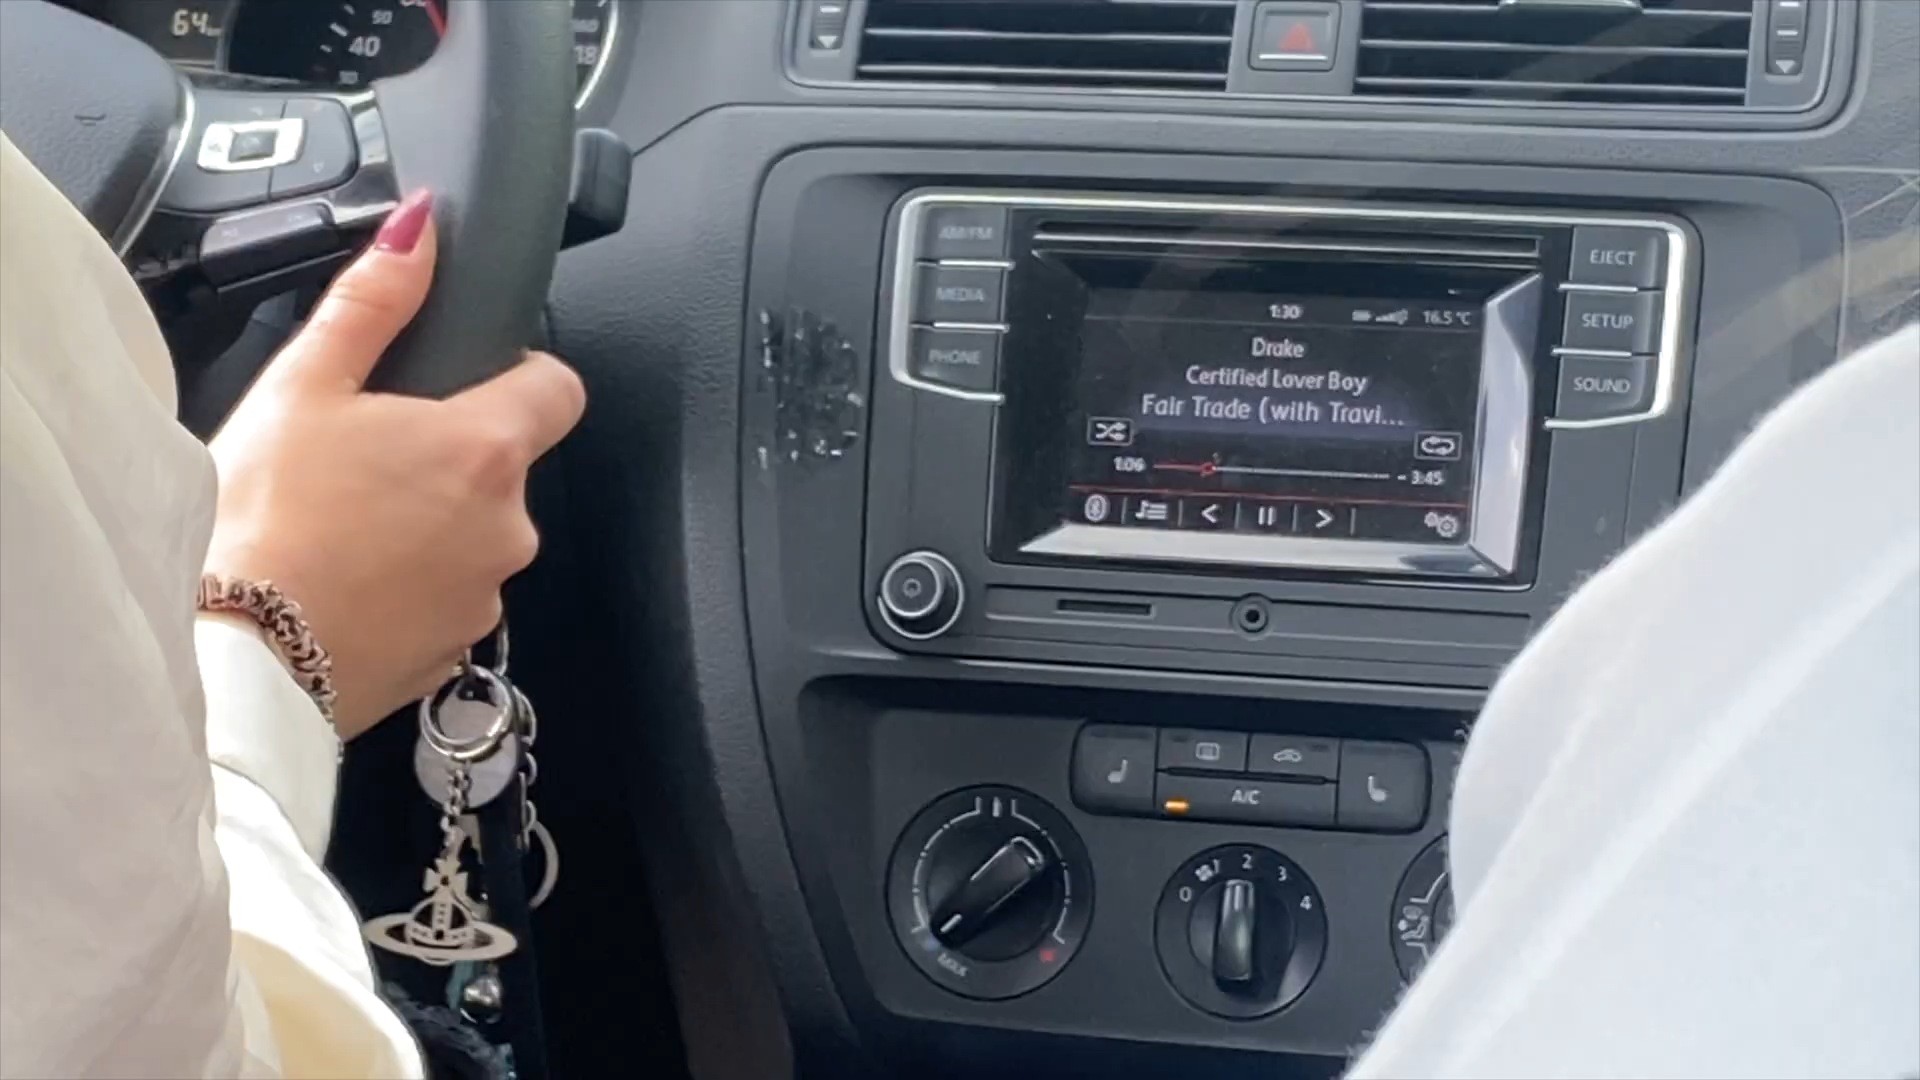 64
50
40
AM/FM
MEDIA
PHONE
EJECT
SETUP
SOUND
1:30 16.5°C
Drake
Certified Lover Boy
Fair Trade (with Travi...
1:06 - 3:45
A/C
MAX
0 1 2 3 4